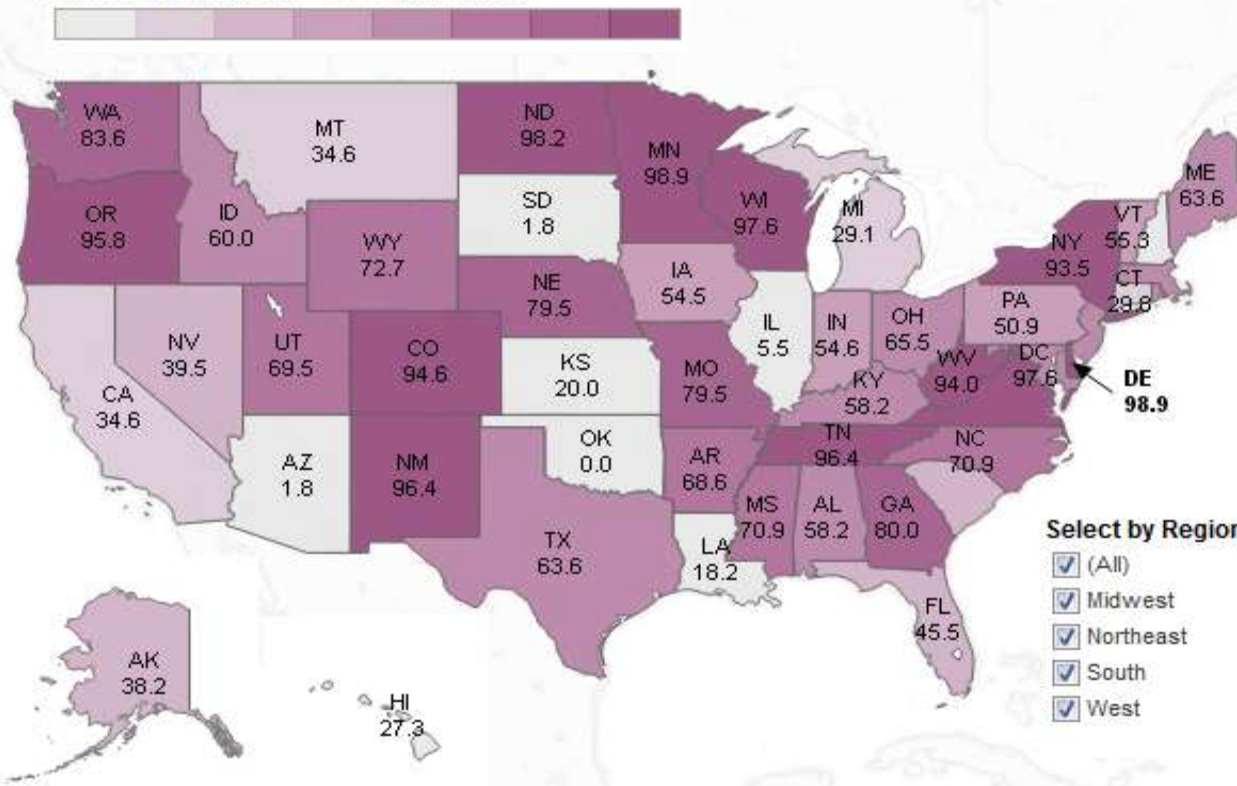 WA
83.6
MT
34.6
ND
98.2
MN
98.9
ME
63.6
OR
95.8
ID
60.0
SD
1.8
WI
97.6
MI
29.1
VT
55.3
NY
93.5
WY
72.7
IA
54.5
CT
29.8
NE
79.5
PA
50.9
NV
39.5
UT
69.5
CO
94.6
IL
5.5
IN
54.6
OH
65.5
KS
20.0
MO
79.5
WV
94.0
DC
97.6
DE
98.9
CA
34.6
KY
58.2
AZ
1.8
NM
96.4
OK
0.0
AR
68.6
TN
96.4
NC
70.9
MS
70.9
AL
58.2
GA
80.0
TX
63.6
LA
18.2
FL
45.5
AK
38.2
HI
27.3
Select by Region
(All)
Midwest
Northeast
South
West